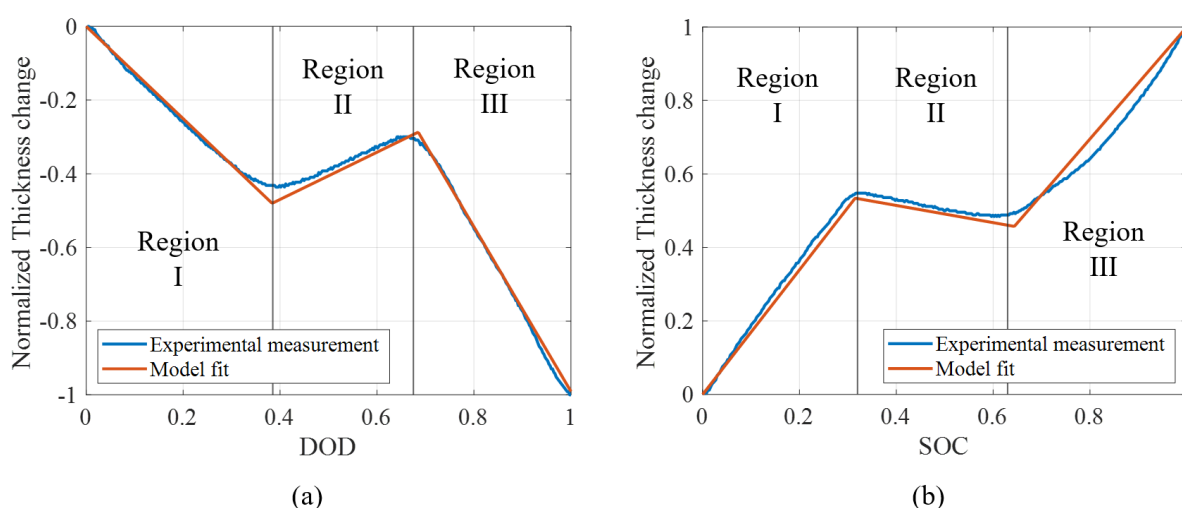 0
-0.2
-0.4
-0.6
-0.8
-1
Normalized Thickness change
Region
II
Region
III
Region
I
Experimental measurement
Model fit
0
0.2
0.4
0.6
0.8
1
DOD
(a)
1
0.8
0.6
0.4
0.2
0
Normalized Thickness change
Region
I
Region
II
Region
III
Experimental measurement
Model fit
0
0.2
0.4
0.6
0.8
SOC
(b)